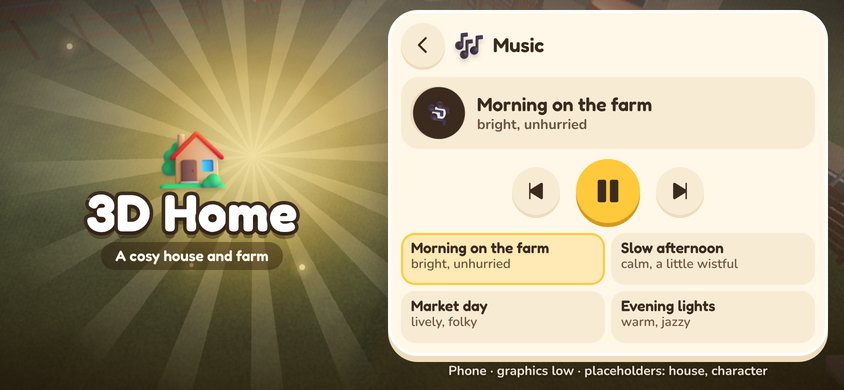 3D Home
A cosy house and farm
Music
Morning on the farm
bright, unhurried
Morning on the farm
bright, unhurried
Slow afternoon
calm, a little wistful
Market day
lively, folky
Evening lights
warm, jazzy
Phone · graphics low · placeholders: house, character